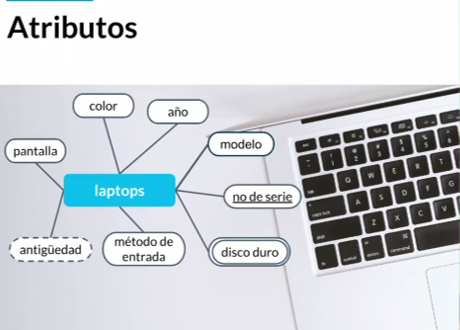 Atributos
color
año
pantalla
modelo
laptops
no de serie
antigüedad
método de
entrada
disco duro